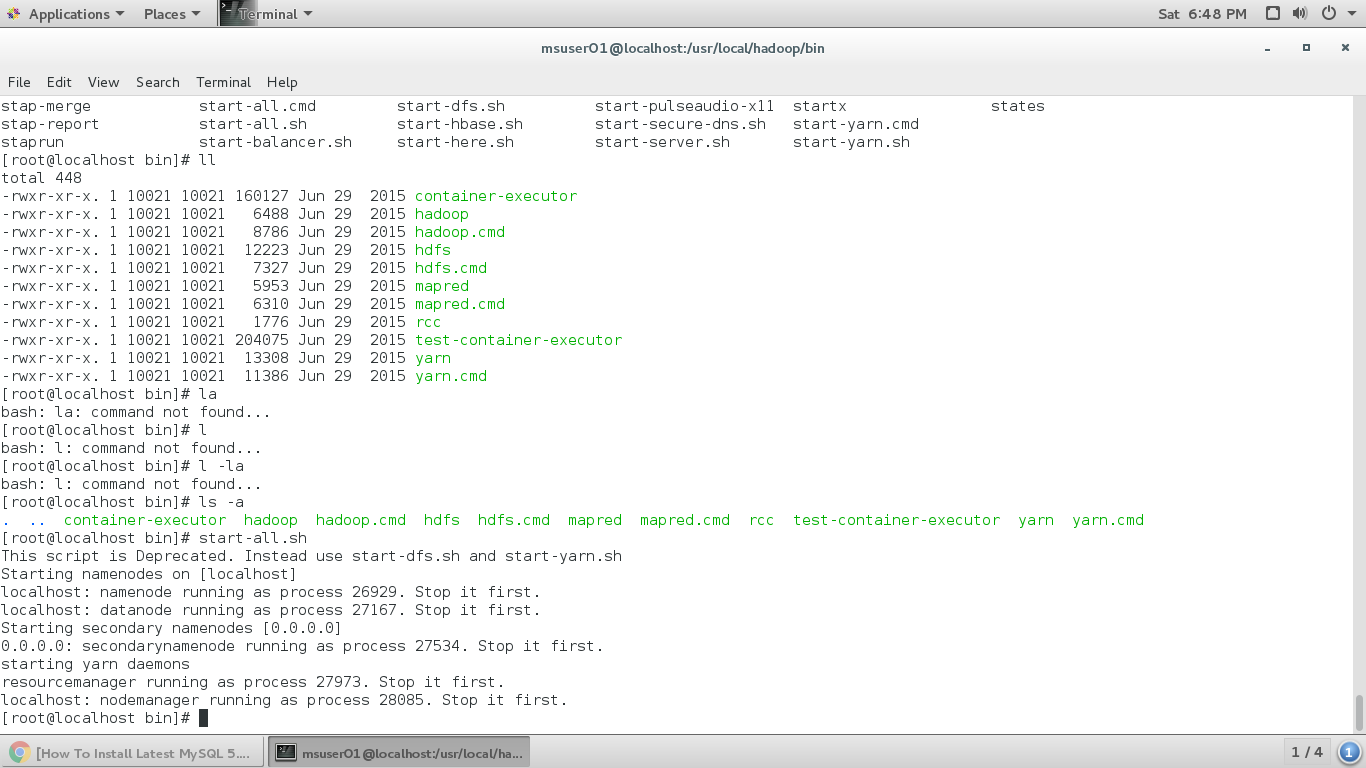 Applications Places Terminal Sat 6:48 PM
msuser01@localhost:/usr/local/hadoop/bin
File Edit View Search Terminal Help
stap-merge start-all.cmd start-dfs.sh start-pulseaudio-x11 startx states
stap-report start-all.sh start-hbase.sh start-secure-dns.sh start-yarn.cmd
staprun start-balancer.sh start-here.sh start-server.sh start-yarn.sh
[root@localhost bin]# ll
total 448
-rwxr-xr-x. 1 10021 10021 160127 Jun 29 2015 container-executor
-rwxr-xr-x. 1 10021 10021 6488 Jun 29 2015 hadoop
-rwxr-xr-x. 1 10021 10021 8786 Jun 29 2015 hadoop.cmd
-rwxr-xr-x. 1 10021 10021 12223 Jun 29 2015 hdfs
-rwxr-xr-x. 1 10021 10021 7327 Jun 29 2015 hdfs.cmd
-rwxr-xr-x. 1 10021 10021 5953 Jun 29 2015 mapred
-rwxr-xr-x. 1 10021 10021 6310 Jun 29 2015 mapred.cmd
-rwxr-xr-x. 1 10021 10021 1776 Jun 29 2015 rcc
-rwxr-xr-x. 1 10021 10021 204075 Jun 29 2015 test-container-executor
-rwxr-xr-x. 1 10021 10021 13308 Jun 29 2015 yarn
-rwxr-xr-x. 1 10021 10021 11386 Jun 29 2015 yarn.cmd
[root@localhost bin]# la
bash: la: command not found...
[root@localhost bin]# l
bash: l: command not found...
[root@localhost bin]# l -la
bash: l: command not found...
[root@localhost bin]# ls -a
. .. container-executor hadoop hadoop.cmd hdfs hdfs.cmd mapred mapred.cmd rcc test-container-executor yarn yarn.cmd
[root@localhost bin]# start-all.sh
This script is Deprecated. Instead use start-dfs.sh and start-yarn.sh
Starting namenodes on [localhost]
localhost: namenode running as process 26929. Stop it first.
localhost: datanode running as process 27167. Stop it first.
Starting secondary namenodes [0.0.0.0]
0.0.0.0: secondarynamenode running as process 27534. Stop it first.
starting yarn daemons
resourcemanager running as process 27973. Stop it first.
localhost: nodemanager running as process 28085. Stop it first.
[root@localhost bin]#
[How To Install Latest MySQL 5.... msuser01@localhost:/usr/local/ha... 1 / 4 1